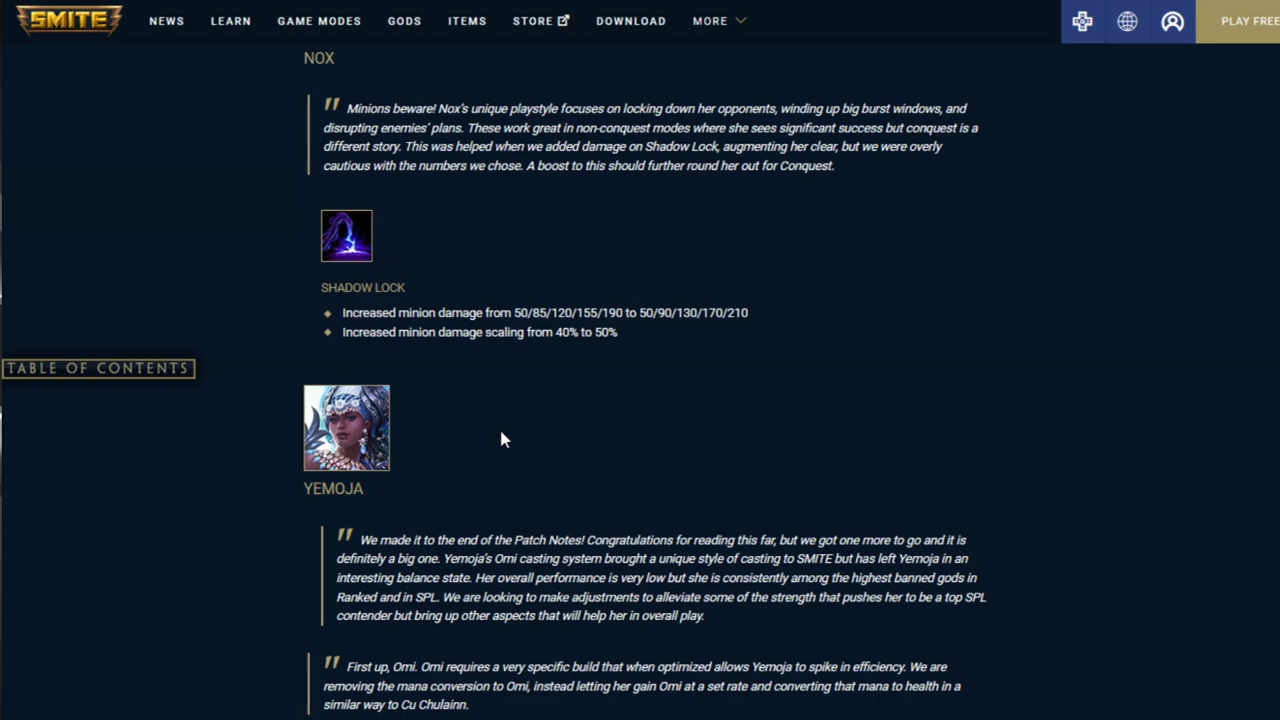 SMITE NEWS LEARN GAME MODES GODS ITEMS STORE DOWNLOAD MORE PLAY FREE
NOX
" Minions beware! Nox's unique playstyle focuses on locking down her opponents, winding up big burst windows, and
disrupting enemies' plans. These work great in non-conquest modes where she sees significant success but conquest is a
different story. This was helped when we added damage on Shadow Lock, augmenting her clear, but we were overly
cautious with the numbers we chose. A boost to this should further round her out for Conquest.
SHADOW LOCK
Increased minion damage from 50/85/120/155/190 to 50/90/130/170/210
Increased minion damage scaling from 40% to 50%
TABLE OF CONTENTS
YEMOJA
" We made it to the end of the Patch Notes! Congratulations for reading this far, but we got one more to go and it is
definitely a big one. Yemoja's Omi casting system brought a unique style of casting to SMITE but has left Yemoja in an
interesting balance state. Her overall performance is very low but she is consistently among the highest banned gods in
Ranked and in SPL. We are looking to make adjustments to alleviate some of the strength that pushes her to be a top SPL
contender but bring up other aspects that will help her in overall play.
" First up, Omi. Omi requires a very specific build that when optimized allows Yemoja to spike in efficiency. We are
removing the mana conversion to Omi, instead letting her gain Omi at a set rate and converting that mana to health in a
similar way to Cu Chulainn.